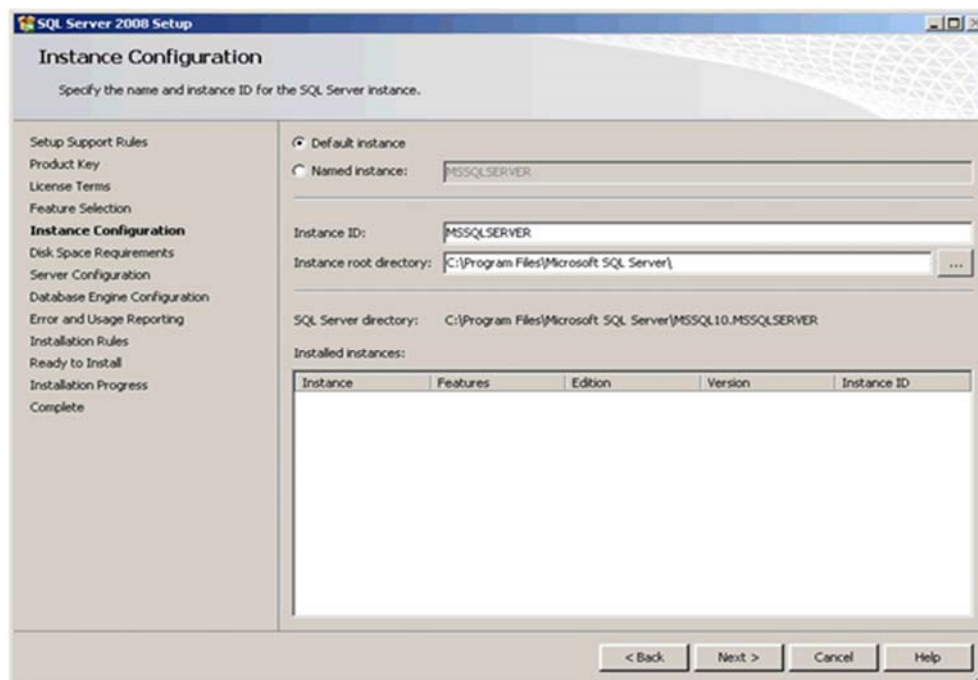 SQL Server 2008 Setup
Instance Configuration
Specify the name and instance ID for the SQL Server instance.
Setup Support Rules
Product Key
License Terms
Feature Selection
Instance Configuration
Disk Space Requirements
Server Configuration
Database Engine Configuration
Error and Usage Reporting
Installation Rules
Ready to Install
Installation Progress
Complete
Default instance
Named instance: MSSQLSERVER
Instance ID: MSSQLSERVER
Instance root directory: C:\Program Files\Microsoft SQL Server\ ...
SQL Server directory: C:\Program Files\Microsoft SQL Server\MSSQL10.MSSQLSERVER
Installed instances:
Instance Features Edition Version Instance ID
< Back Next > Cancel Help